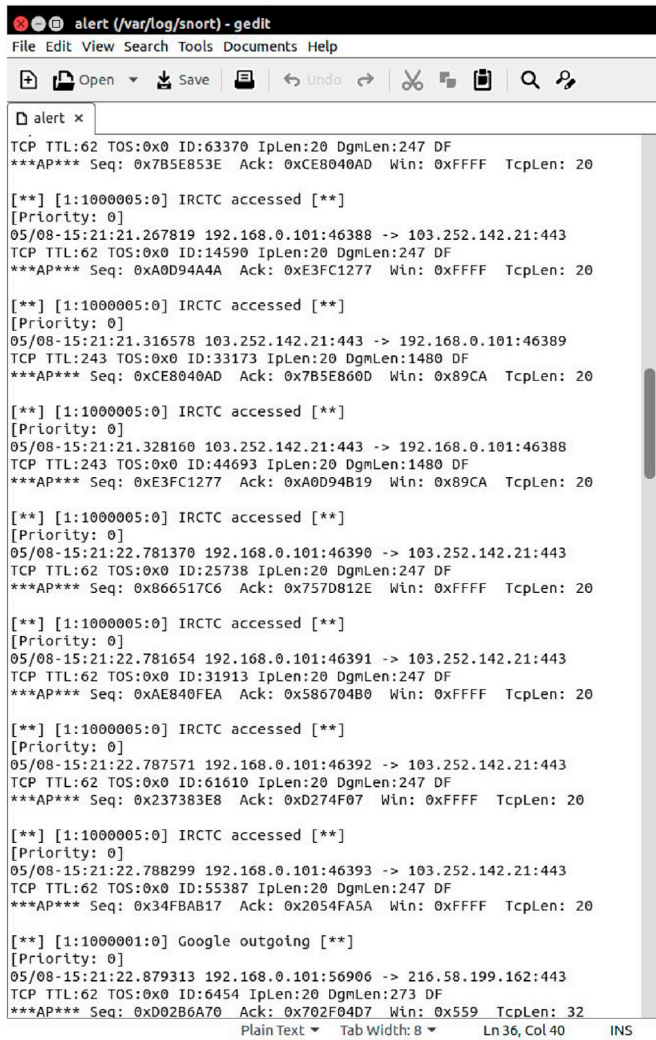 alert (/var/log/snort) - gedit
File Edit View Search Tools Documents Help
Open Save Undo
alert ×
TCP TTL:62 TOS:0x0 ID:63370 IpLen:20 DgmLen:247 DF
***AP*** Seq: 0x7B5E853E Ack: 0xCE8040AD Win: 0xFFFF TcpLen: 20
[**] [1:1000005:0] IRCTC accessed [**]
[Priority: 0]
05/08-15:21:21.267819 192.168.0.101:46388 -> 103.252.142.21:443
TCP TTL:62 TOS:0x0 ID:14590 IpLen:20 DgmLen:247 DF
***AP*** Seq: 0xA0D94A4A Ack: 0xE3FC1277 Win: 0xFFFF TcpLen: 20
[**] [1:1000005:0] IRCTC accessed [**]
[Priority: 0]
05/08-15:21:21.316578 103.252.142.21:443 -> 192.168.0.101:46389
TCP TTL:243 TOS:0x0 ID:33173 IpLen:20 DgmLen:1480 DF
***AP*** Seq: 0xCE8040AD Ack: 0x7B5E860D Win: 0x89CA TcpLen: 20
[**] [1:1000005:0] IRCTC accessed [**]
[Priority: 0]
05/08-15:21:21.328160 103.252.142.21:443 -> 192.168.0.101:46388
TCP TTL:243 TOS:0x0 ID:44693 IpLen:20 DgmLen:1480 DF
***AP*** Seq: 0xE3FC1277 Ack: 0xA0D94B19 Win: 0x89CA TcpLen: 20
[**] [1:1000005:0] IRCTC accessed [**]
[Priority: 0]
05/08-15:21:22.781370 192.168.0.101:46390 -> 103.252.142.21:443
TCP TTL:62 TOS:0x0 ID:25738 IpLen:20 DgmLen:247 DF
***AP*** Seq: 0x866517C6 Ack: 0x757D812E Win: 0xFFFF TcpLen: 20
[**] [1:1000005:0] IRCTC accessed [**]
[Priority: 0]
05/08-15:21:22.781654 192.168.0.101:46391 -> 103.252.142.21:443
TCP TTL:62 TOS:0x0 ID:31913 IpLen:20 DgmLen:247 DF
***AP*** Seq: 0xAE840FEA Ack: 0x586704B0 Win: 0xFFFF TcpLen: 20
[**] [1:1000005:0] IRCTC accessed [**]
[Priority: 0]
05/08-15:21:22.787571 192.168.0.101:46392 -> 103.252.142.21:443
TCP TTL:62 TOS:0x0 ID:61610 IpLen:20 DgmLen:247 DF
***AP*** Seq: 0x237383E8 Ack: 0xD274F07 Win: 0xFFFF TcpLen: 20
[**] [1:1000005:0] IRCTC accessed [**]
[Priority: 0]
05/08-15:21:22.788299 192.168.0.101:46393 -> 103.252.142.21:443
TCP TTL:62 TOS:0x0 ID:55387 IpLen:20 DgmLen:247 DF
***AP*** Seq: 0x34FBAB17 Ack: 0x2054FA5A Win: 0xFFFF TcpLen: 20
[**] [1:1000001:0] Google outgoing [**]
[Priority: 0]
05/08-15:21:22.879313 192.168.0.101:56906 -> 216.58.199.162:443
TCP TTL:62 TOS:0x0 ID:6454 IpLen:20 DgmLen:273 DF
***AP*** Seq: 0xD02B6A70 Ack: 0x702F04D7 Win: 0x559 TcpLen: 32
Plain Text Tab Width: 8 Ln 36, Col 40 INS